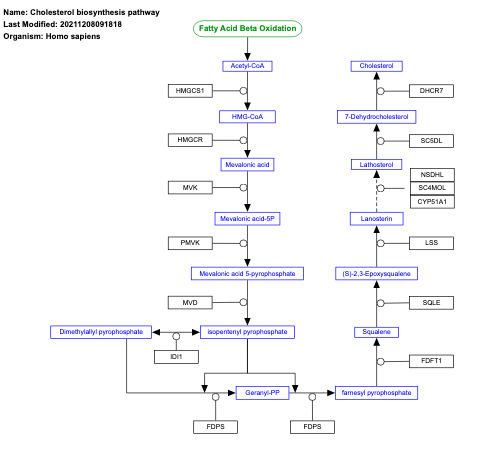 Name: Cholesterol biosynthesis pathway
Last Modified: 20211208091818
Organism: Homo sapiens
Fatty Acid Beta Oxidation
Acetyl-CoA
HMGCS1
HMG-CoA
HMGCR
Mevalonic acid
MVK
Mevalonic acid-5P
PMVK
Mevalonic acid 5-pyrophosphate
MVD
Dimethylallyl pyrophosphate
isopentenyl pyrophosphate
IDI1
Geranyl-PP
farnesyl pyrophosphate
FDPS
FDPS
Cholesterol
DHCR7
7-Dehydrocholesterol
SC5DL
Lathosterol
NSDHL
SC4MOL
CYP51A1
Lanosterin
LSS
(S)-2,3-Epoxysqualene
SQLE
Squalene
FDFT1